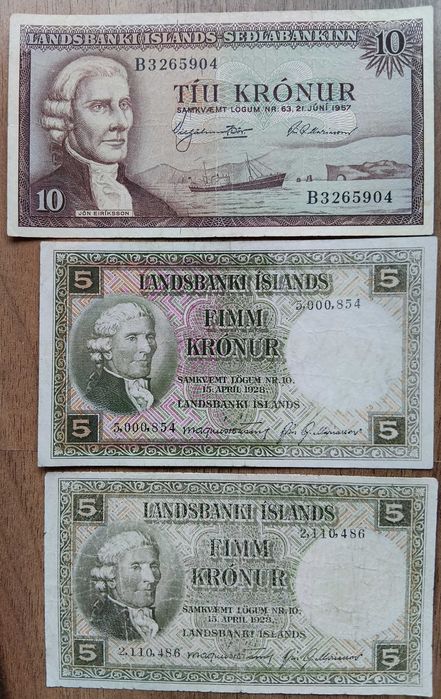 LANDSBANKI ÍSLANDS-SEÐLABANKINN
10
B3265904
TÍU KRÓNUR
SAMKVÆMT LÖGUM NR. 63, 21. JÚNÍ 1957
10
JÓN EIRÍKSSON
B3265904
5
LANDSBANKI ÍSLANDS
5
5,000,854
FIMM
KRÓNUR
SAMKVÆMT LÖGUM NR. 10,
15. APRÍL 1928.
LANDSBANKI ÍSLANDS
5
5,000,854
5
5
LANDSBANKI ÍSLANDS
5
2,110,486
FIMM
KRÓNUR
SAMKVÆMT LÖGUM NR. 10,
15. APRÍL 1928.
LANDSBANKI ÍSLANDS
5
2,110,486
5